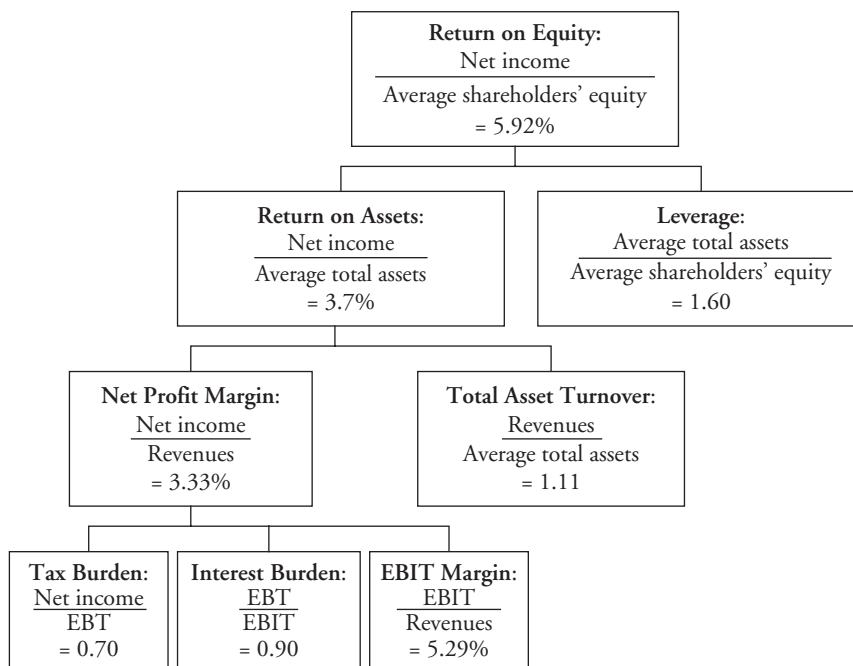 Return on Equity:
Net income
Average shareholders’ equity
= 5.92%
Return on Assets:
Net income
Average total assets
= 3.7%
Leverage:
Average total assets
Average shareholders’ equity
= 1.60
Net Profit Margin:
Net income
Revenues
= 3.33%
Total Asset Turnover:
Revenues
Average total assets
= 1.11
Tax Burden:
Net income
EBT
= 0.70
Interest Burden:
EBT
EBIT
= 0.90
EBIT Margin:
EBIT
Revenues
= 5.29%